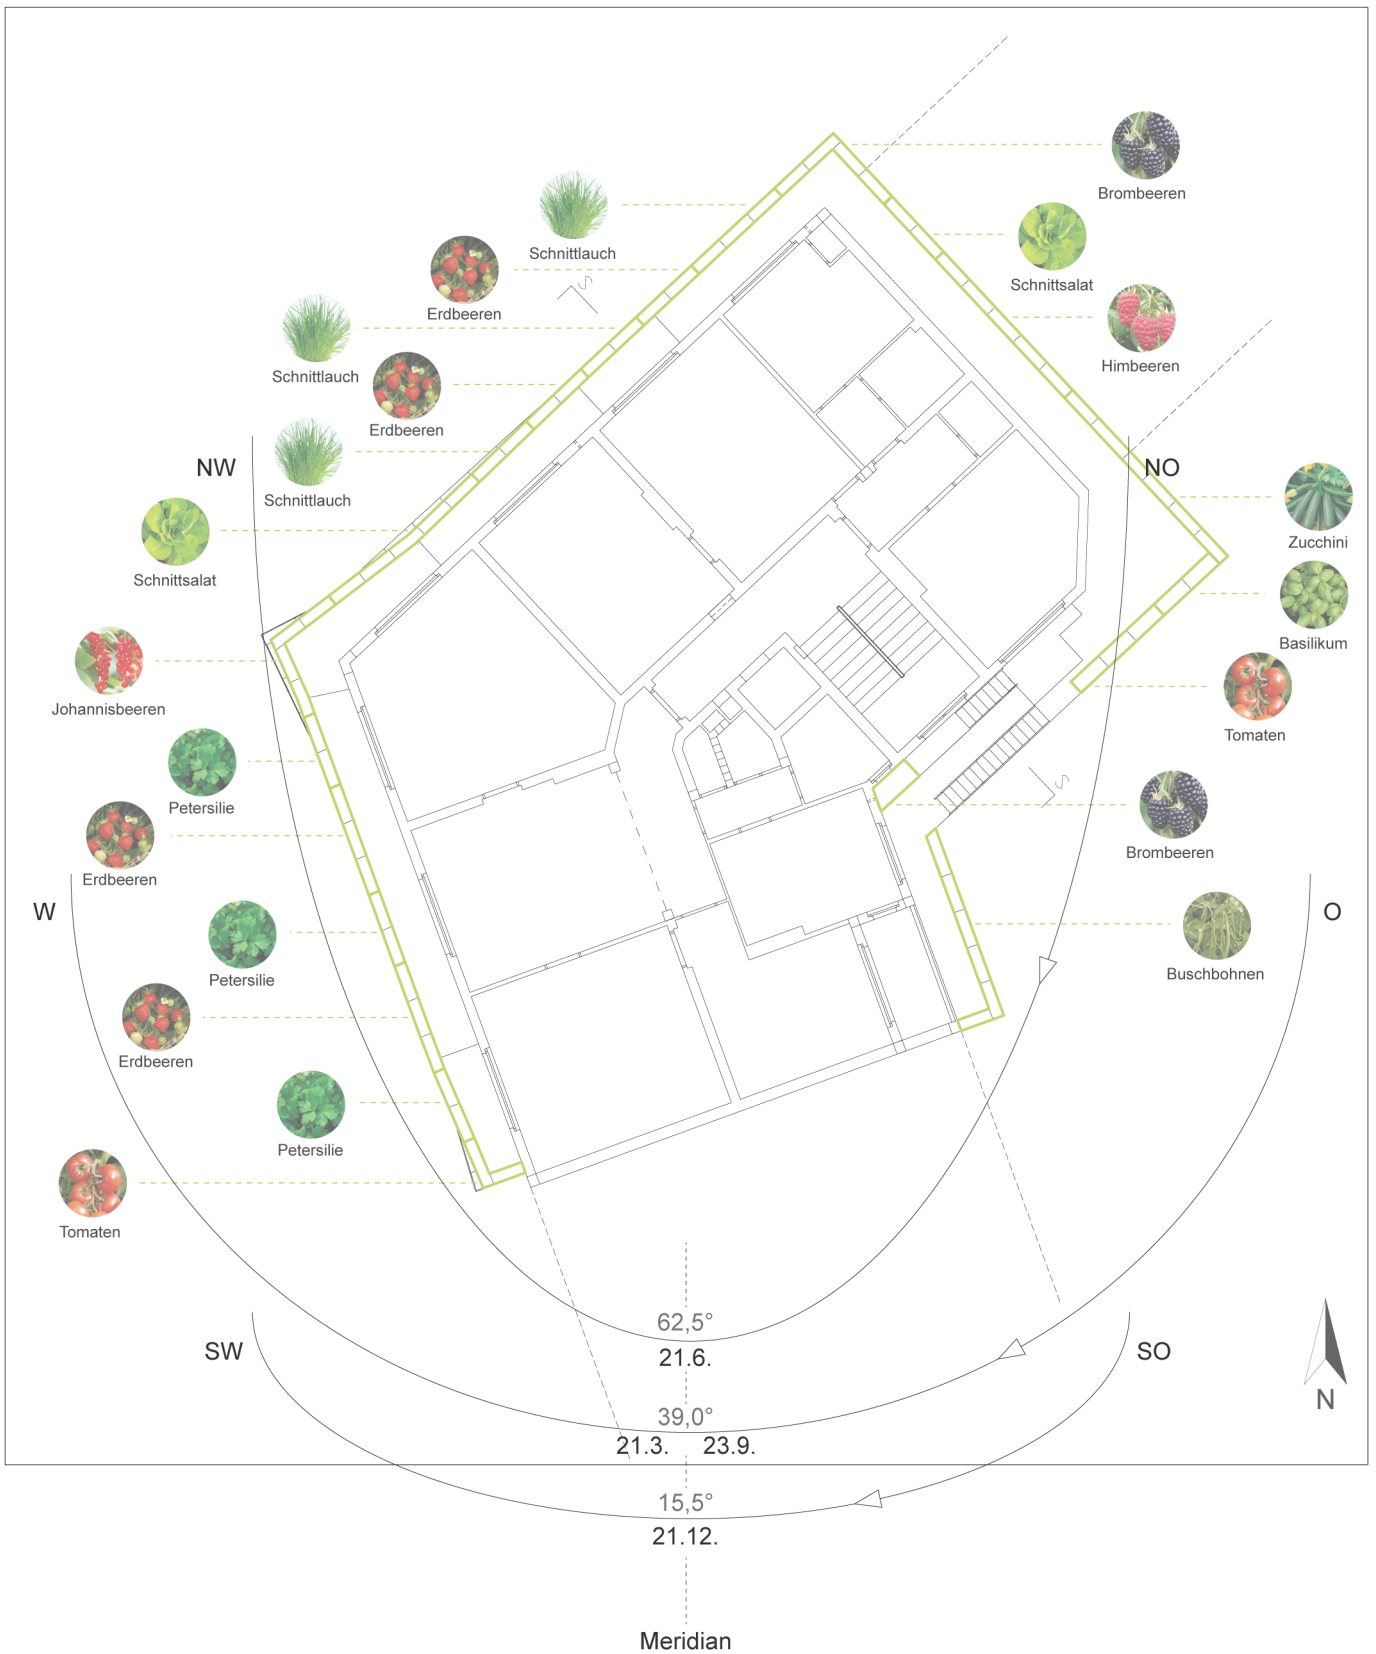 Brombeeren
Schnittlauch
Schnittsalat
Erdbeeren
S
Himbeeren
Schnittlauch
Erdbeeren
NW
NO
Schnittlauch
Zucchini
Schnittsalat
Basilikum
Johannisbeeren
Tomaten
S
Petersilie
Brombeeren
Erdbeeren
W
O
Petersilie
Buschbohnen
Erdbeeren
Petersilie
Tomaten
62,5°
SW
21.6.
SO
39,0°
N
21.3. 23.9.
15,5°
21.12.
Meridian